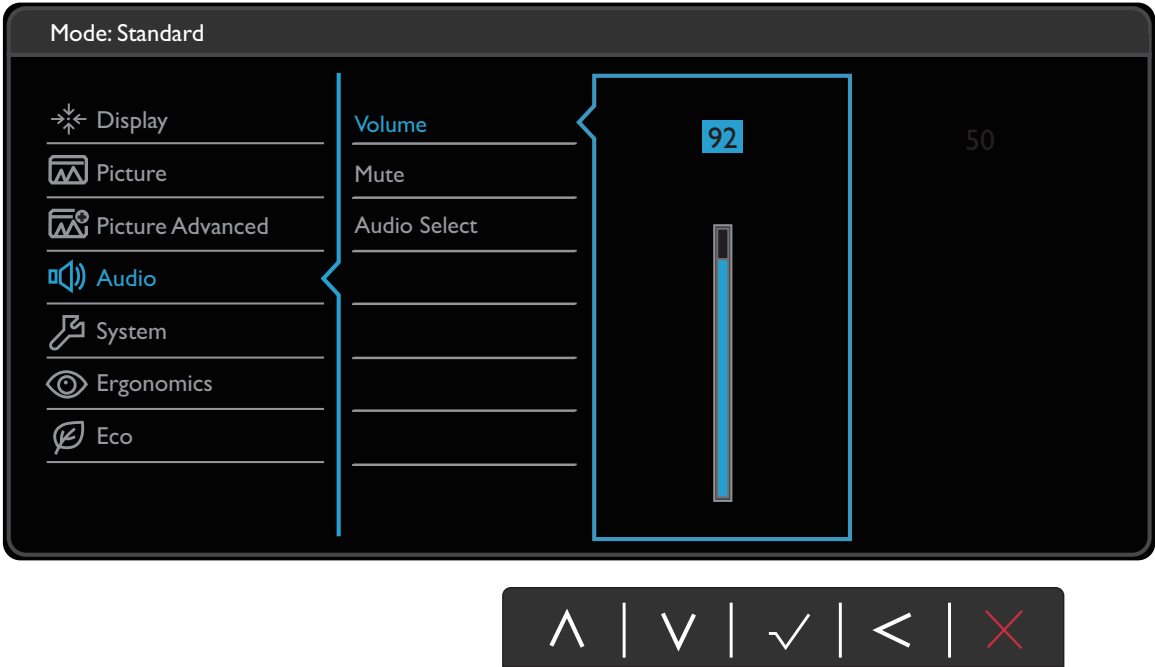 Mode: Standard
Display
Picture
Picture Advanced
Audio
System
Ergonomics
Eco
Volume
Mute
Audio Select
92
50